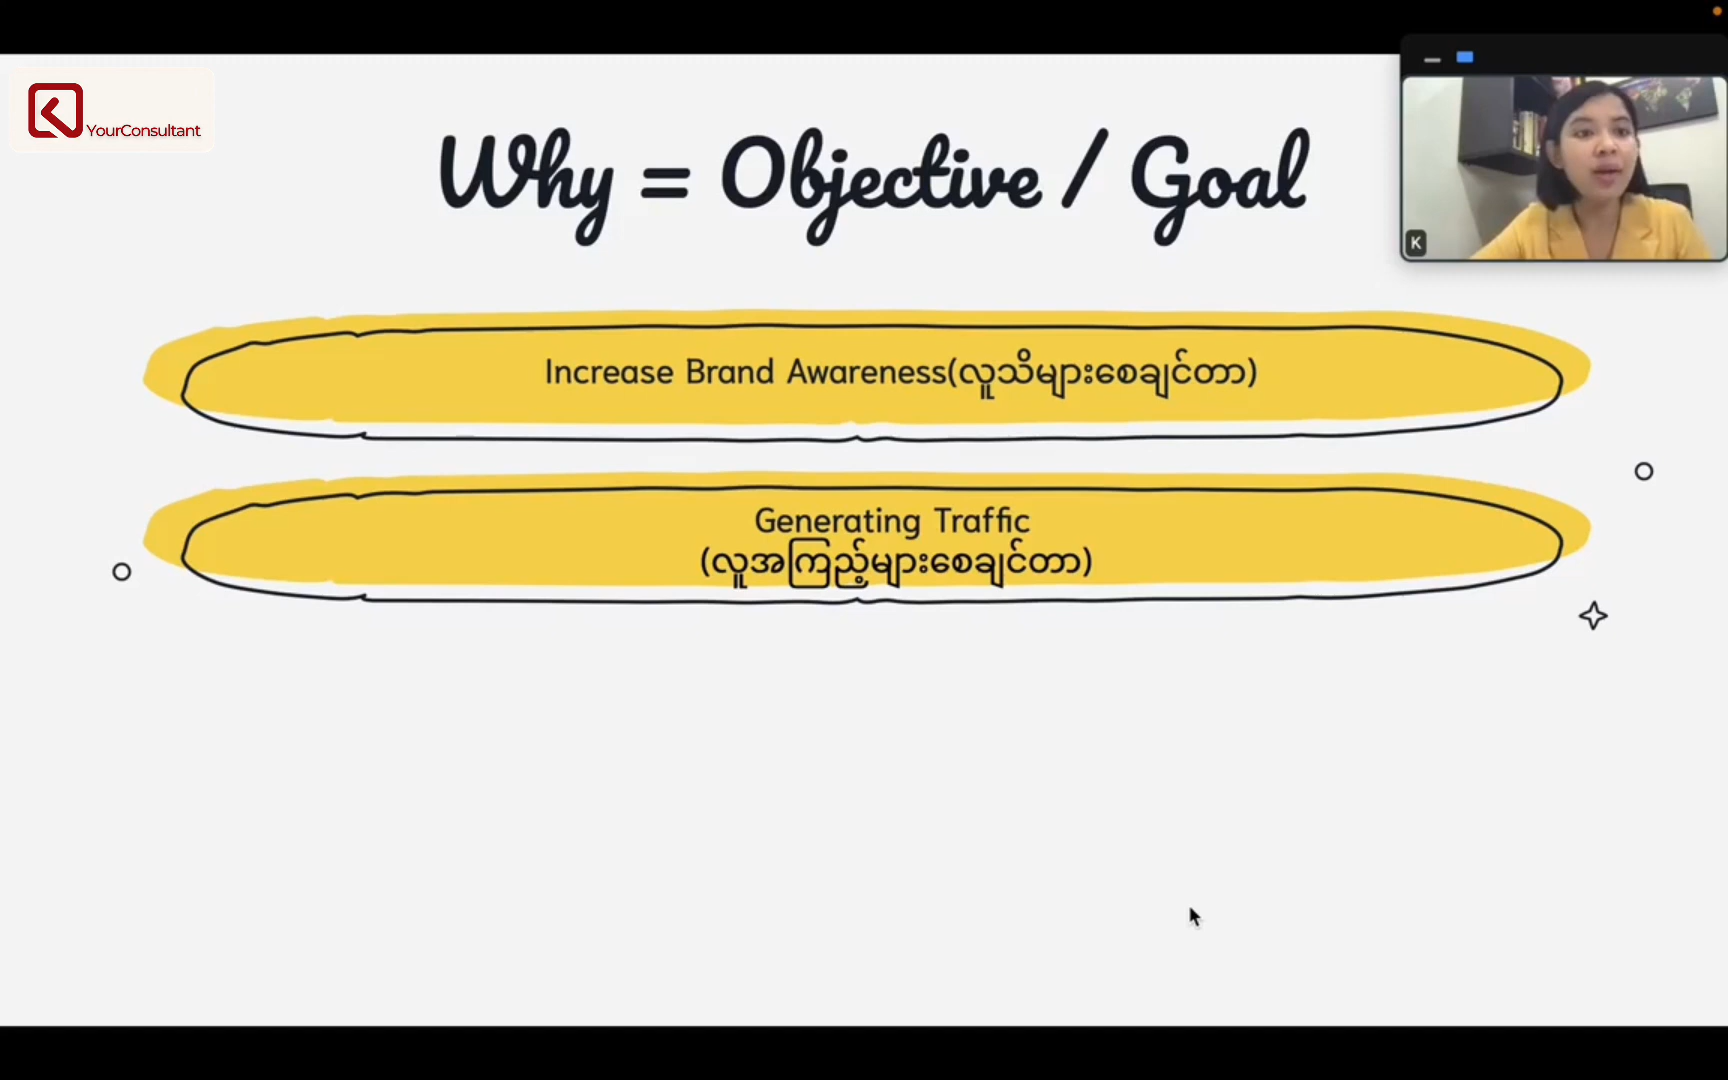 YourConsultant
Why = Objective / Goal
K
Increase Brand Awareness(လူသိများစေချင်တာ)
Generating Traffic
(လူအကြည့်များစေချင်တာ)